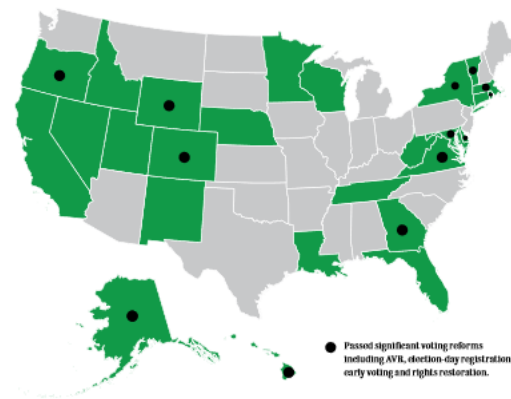 Passed significant voting reforms
including AVR, election-day registration,
early voting and rights restoration.